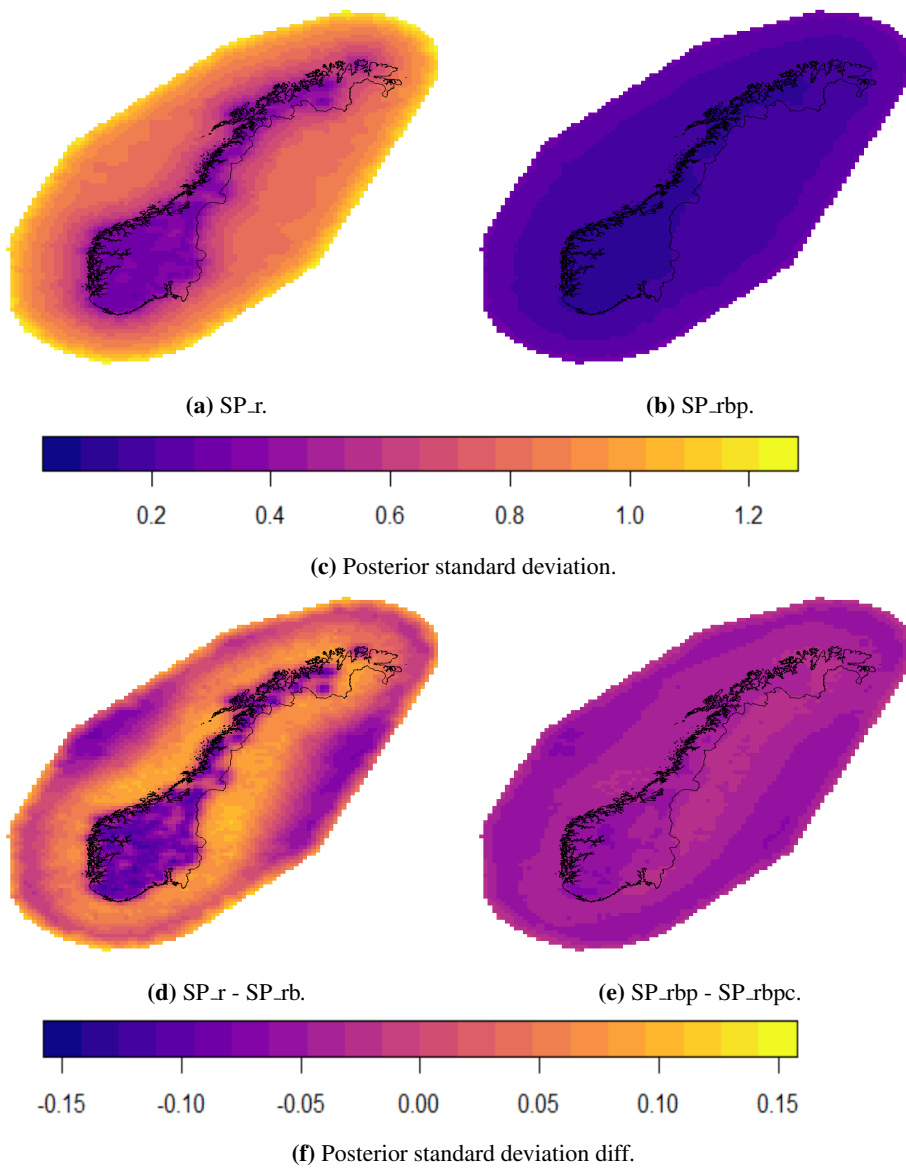 (a) SP_r.
(b) SP_rbp.
0.2 0.4 0.6 0.8 1.0 1.2
(c) Posterior standard deviation.
(d) SP_r - SP_rb.
(e) SP_rbp - SP_rbpc.
-0.15 -0.10 -0.05 0.00 0.05 0.10 0.15
(f) Posterior standard deviation diff.